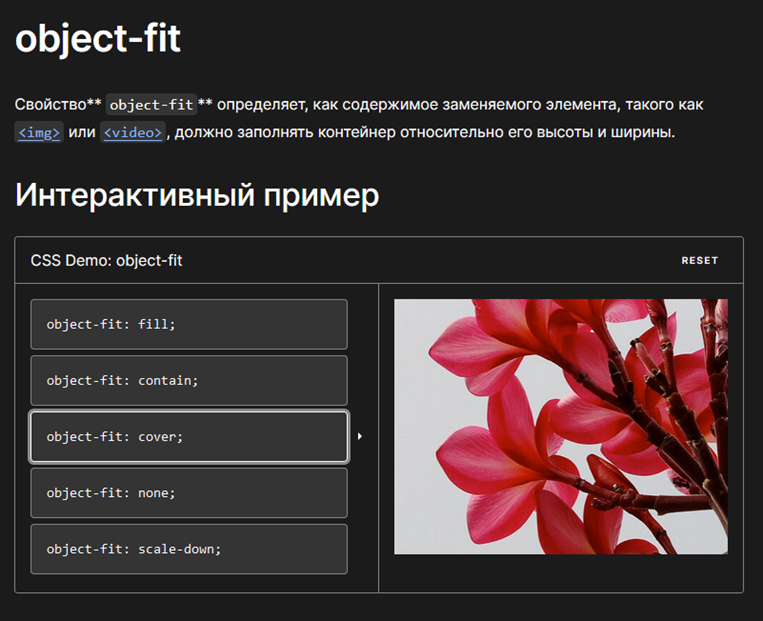 object-fit
Свойство** object-fit ** определяет, как содержимое заменяемого элемента, такого как
<img> или <video>, должно заполнять контейнер относительно его высоты и ширины.
Интерактивный пример
CSS Demo: object-fit
RESET
object-fit: fill;
object-fit: contain;
object-fit: cover;
object-fit: none;
object-fit: scale-down;